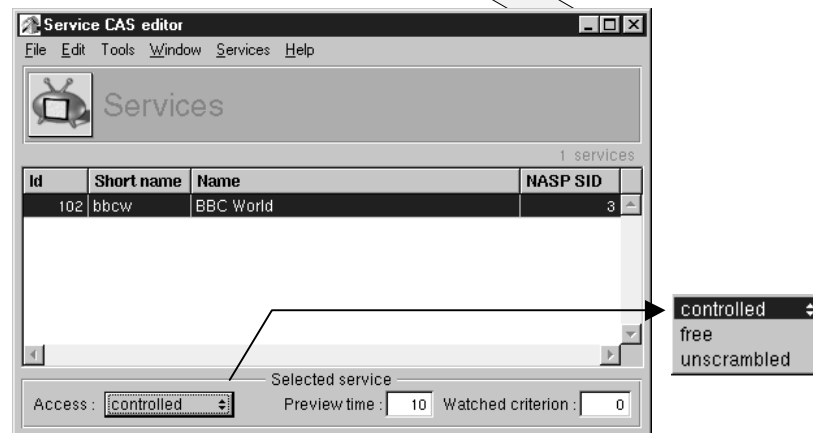 Service CAS editor
File Edit Tools Window Services Help
Services
1 services
Id Short name Name NASP SID
102 bbcw BBC World 3
controlled
free
unscrambled
Selected service
Access : controlled Preview time : 10 Watched criterion : 0